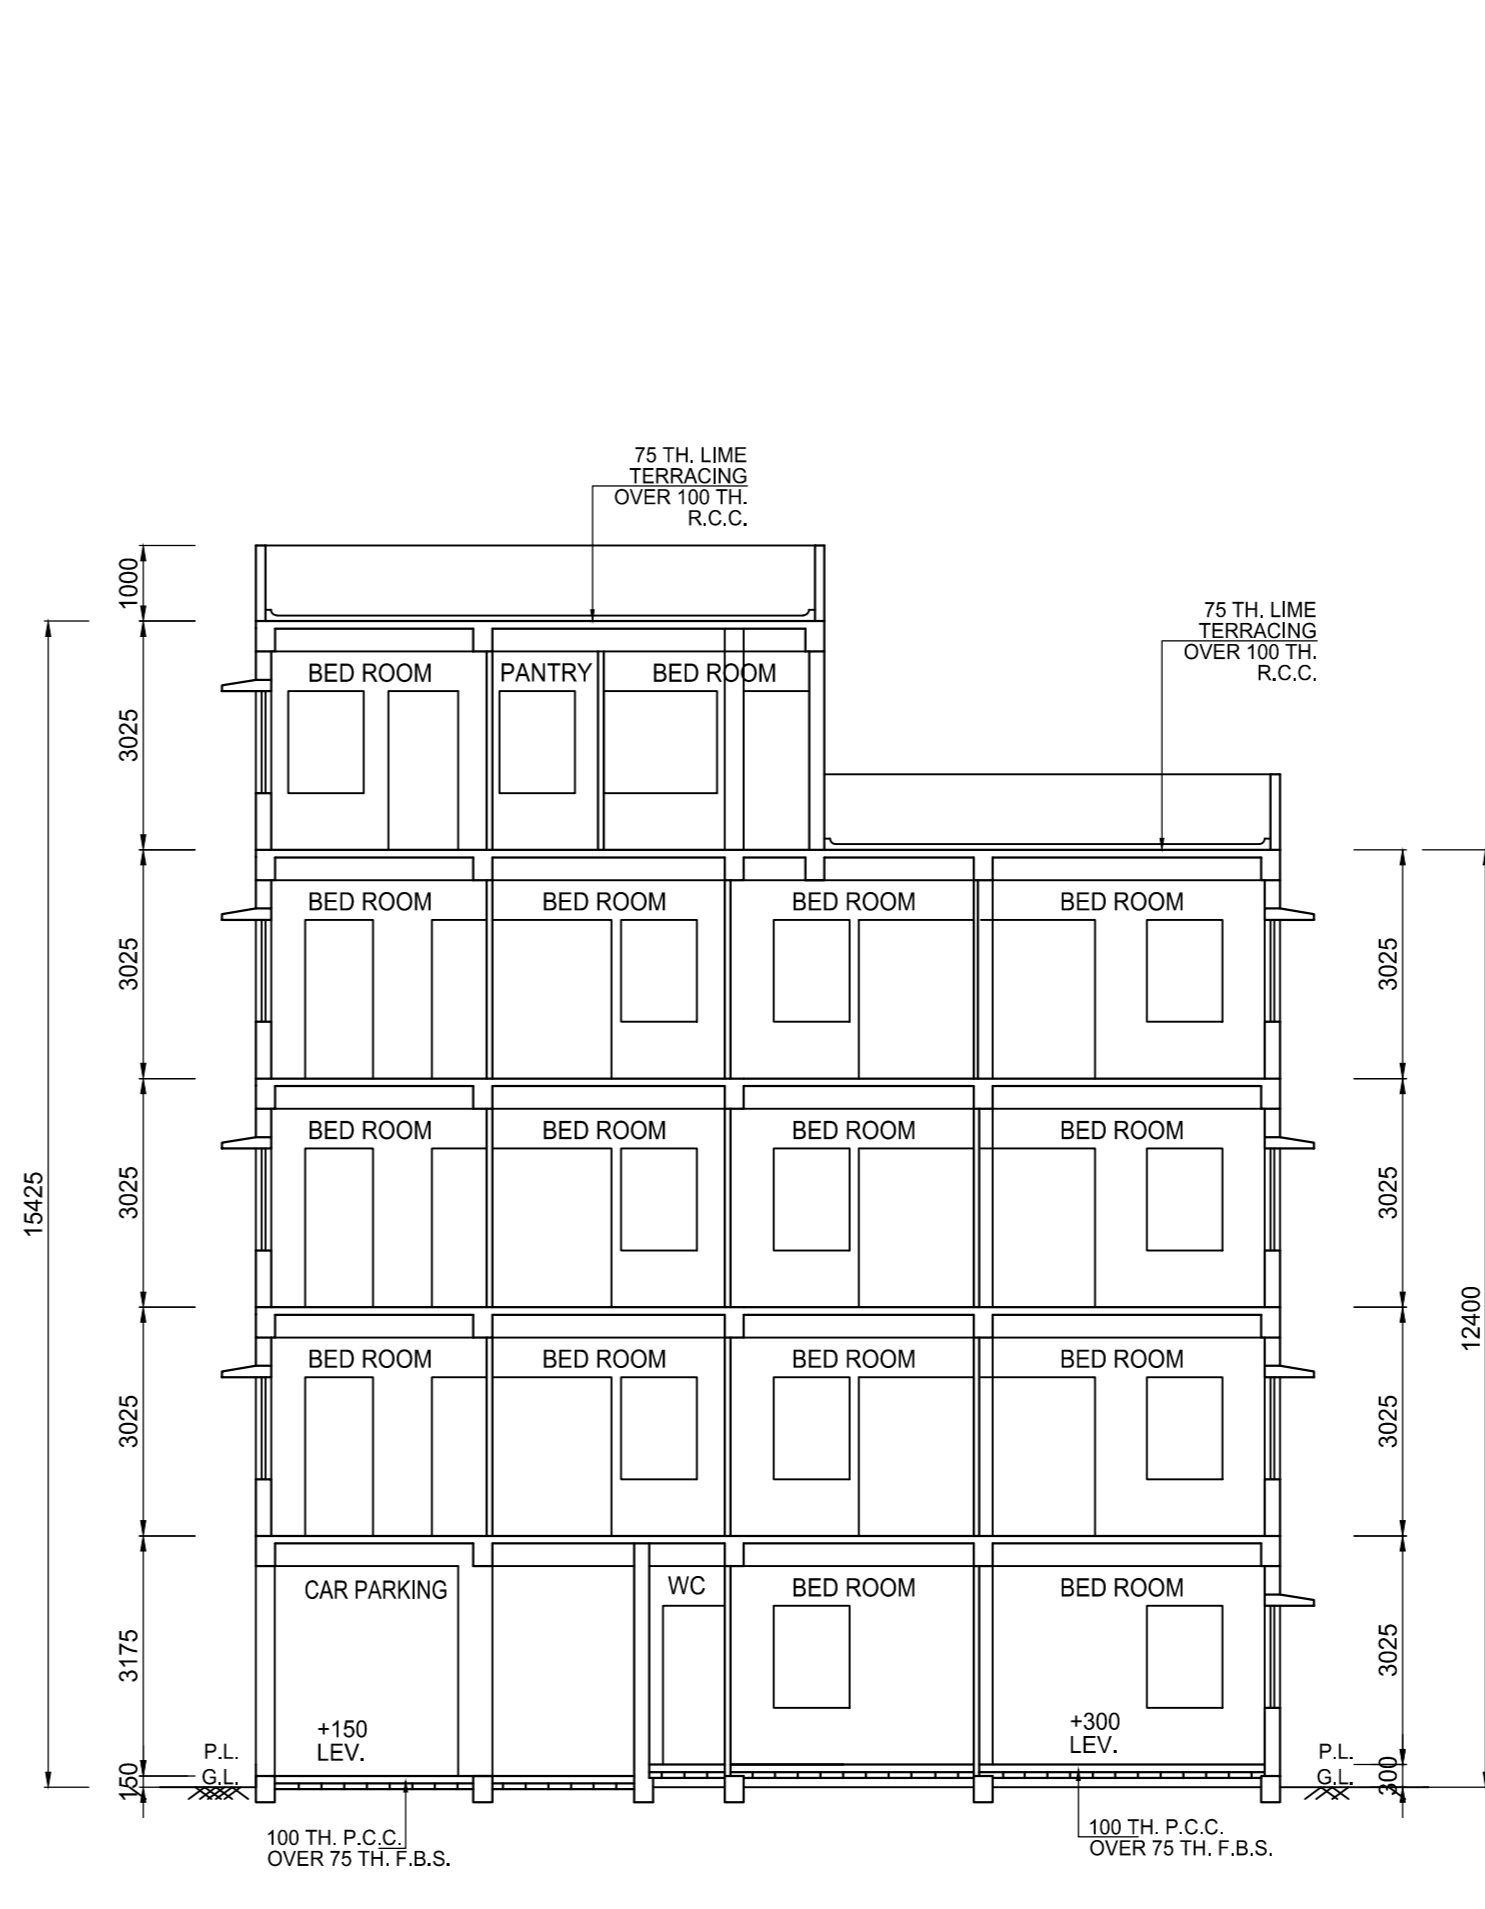 75 TH. LIME
TERRACING
OVER 100 TH.
R.C.C.
1000
75 TH. LIME
TERRACING
OVER 100 TH.
R.C.C.
BED ROOM
PANTRY
BED ROOM
3025
BED ROOM
BED ROOM
BED ROOM
BED ROOM
3025
3025
BED ROOM
BED ROOM
BED ROOM
BED ROOM
3025
3025
15425
12400
BED ROOM
BED ROOM
BED ROOM
BED ROOM
3025
3025
CAR PARKING
WC
BED ROOM
BED ROOM
3175
3025
+150
LEV.
+300
LEV.
P.L.
G.L.
150
P.L.
G.L.
300
100 TH. P.C.C.
OVER 75 TH. F.B.S.
100 TH. P.C.C.
OVER 75 TH. F.B.S.